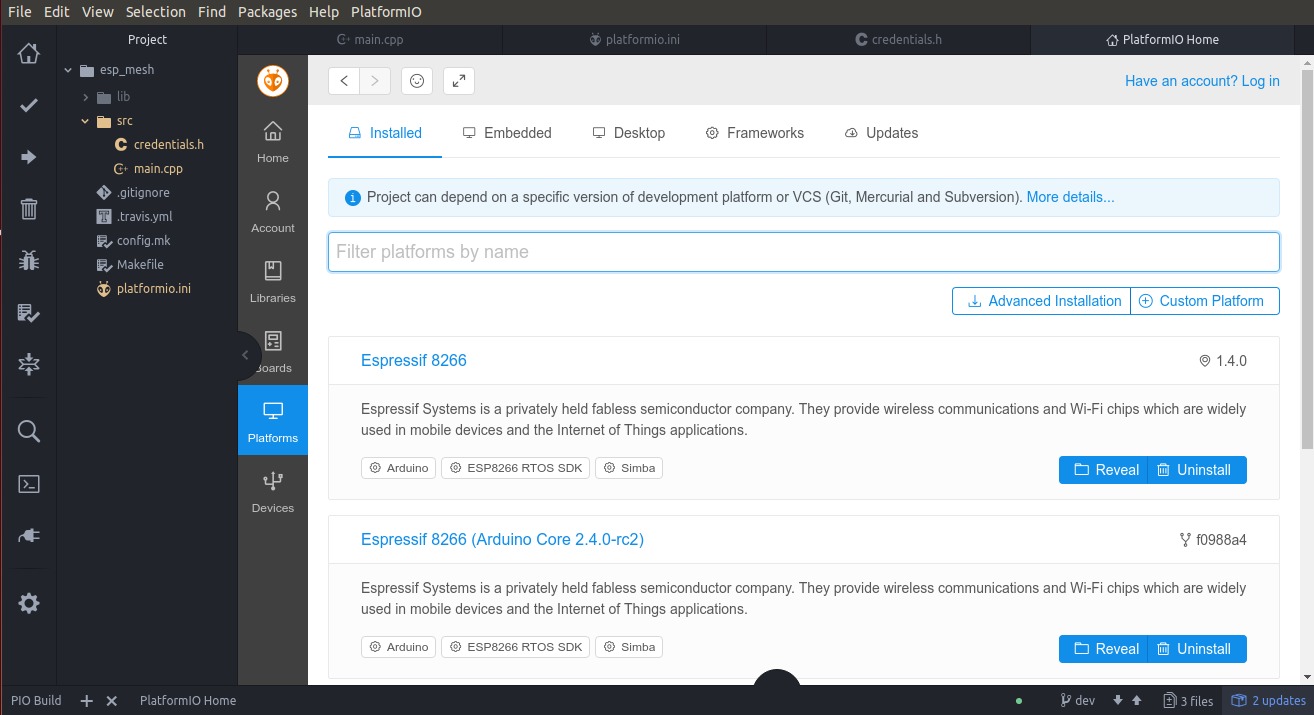 File Edit View Selection Find Packages Help PlatformIO
Project
main.cpp
platformio.ini
credentials.h
PlatformIO Home
esp_mesh
lib
src
credentials.h
main.cpp
.gitignore
.travis.yml
config.mk
Makefile
platformio.ini
Home
Account
Libraries
Boards
Platforms
Devices
Have an account? Log in
Installed Embedded Desktop Frameworks Updates
Project can depend on a specific version of development platform or VCS (Git, Mercurial and Subversion). More details...
Filter platforms by name
Advanced Installation Custom Platform
Espressif 8266 1.4.0
Espressif Systems is a privately held fabless semiconductor company. They provide wireless communications and Wi-Fi chips which are widely
used in mobile devices and the Internet of Things applications.
Arduino ESP8266 RTOS SDK Simba Reveal Uninstall
Espressif 8266 (Arduino Core 2.4.0-rc2) f0988a4
Espressif Systems is a privately held fabless semiconductor company. They provide wireless communications and Wi-Fi chips which are widely
used in mobile devices and the Internet of Things applications.
Arduino ESP8266 RTOS SDK Simba Reveal Uninstall
PIO Build PlatformIO Home dev 3 files 2 updates